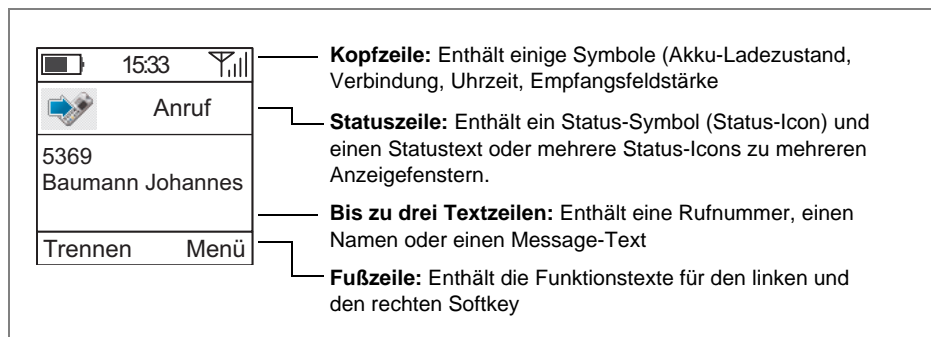 15:33
Anruf
5369
Baumann Johannes
Trennen Menü
Kopfzeile: Enthält einige Symbole (Akku-Ladezustand,
Verbindung, Uhrzeit, Empfangsfeldstärke
Statuszeile: Enthält ein Status-Symbol (Status-Icon) und
einen Statustext oder mehrere Status-Icons zu mehreren
Anzeigefenstern.
Bis zu drei Textzeilen: Enthält eine Rufnummer, einen
Namen oder einen Message-Text
Fußzeile: Enthält die Funktionstexte für den linken und
den rechten Softkey